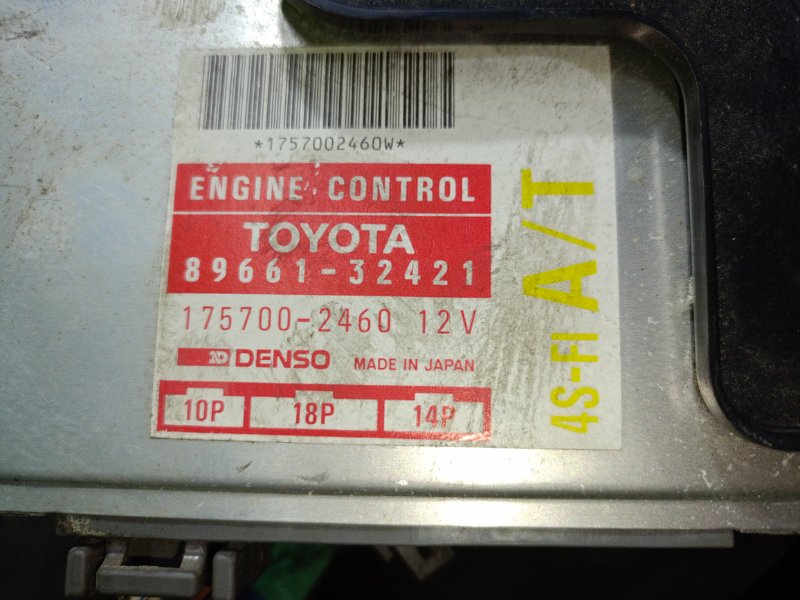 *1757002460W*
ENGINE CONTROL
TOYOTA
89661-32421
175700-2460 12V
DENSO MADE IN JAPAN
10P 18P 14P
4S-FI A/T